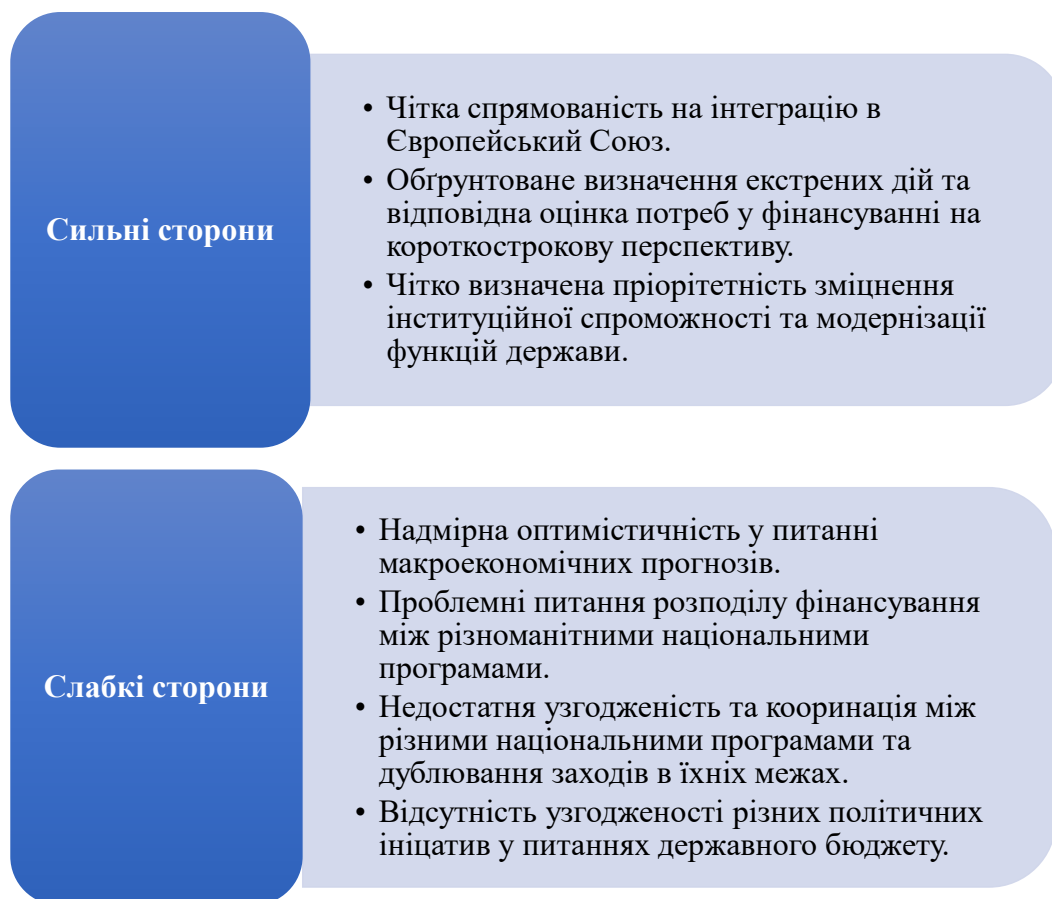 Сильні сторони
• Чітка спрямованість на інтеграцію в
Європейський Союз.
• Обґрунтоване визначення екстрених дій та
відповідна оцінка потреб у фінансуванні на
короткострокову перспективу.
• Чітко визначена пріорітетність зміцнення
інституційної спроможності та модернізації
функцій держави.
Слабкі сторони
• Надмірна оптимістичність у питанні
макроекономічних прогнозів.
• Проблемні питання розподілу фінансування
між різноманітними національними
програмами.
• Недостатня узгодженість та кооринація між
різними національними програмами та
дублювання заходів в їхніх межах.
• Відсутність узгодженості різних політичних
ініціатив у питаннях державного бюджету.